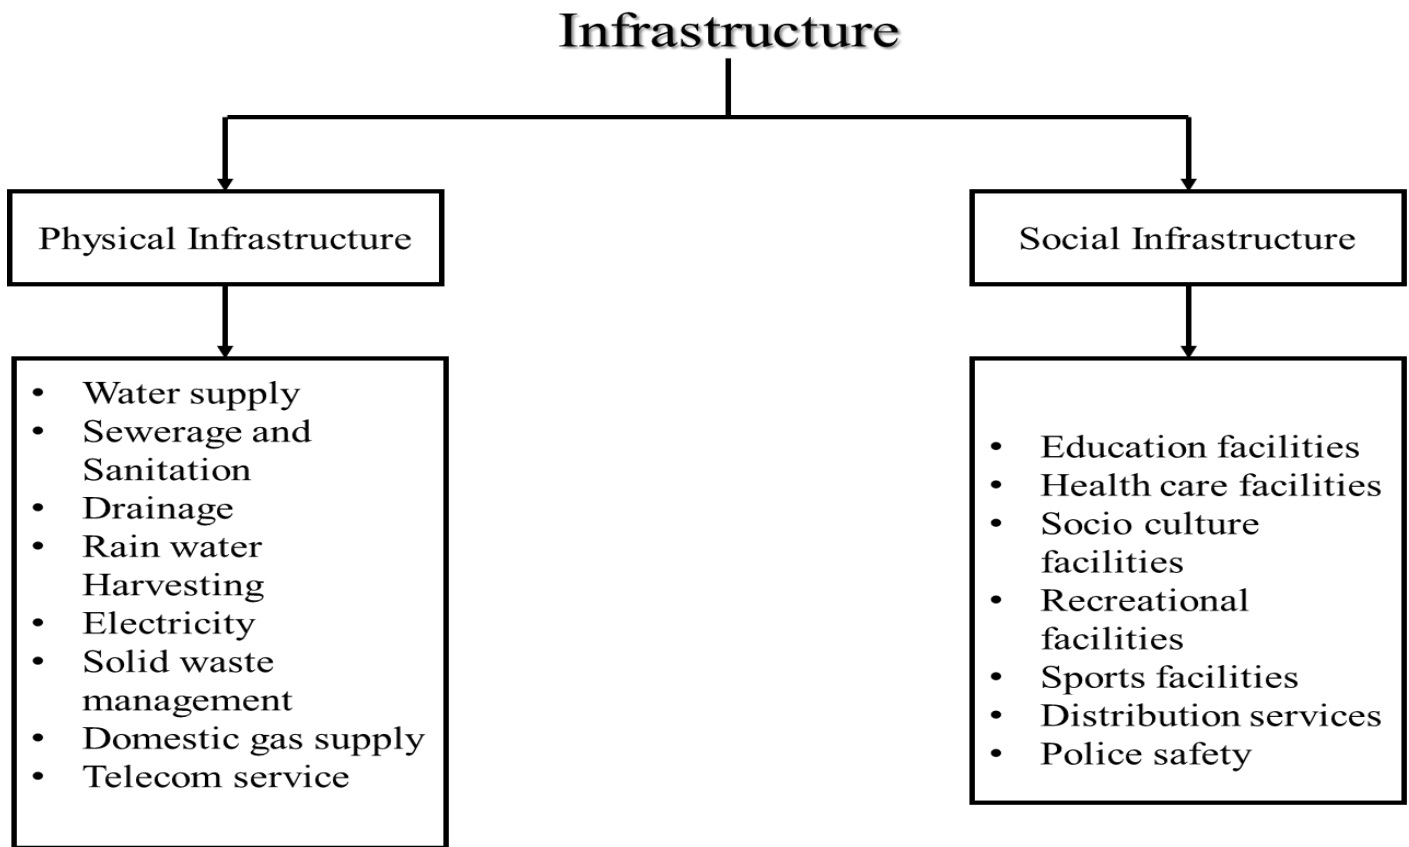 Infrastructure
Physical Infrastructure
Social Infrastructure
• Water supply
• Sewerage and
Sanitation
• Drainage
• Rain water
Harvesting
• Electricity
• Solid waste
management
• Domestic gas supply
• Telecom service
• Education facilities
• Health care facilities
• Socio culture
facilities
• Recreational
facilities
• Sports facilities
• Distribution services
• Police safety